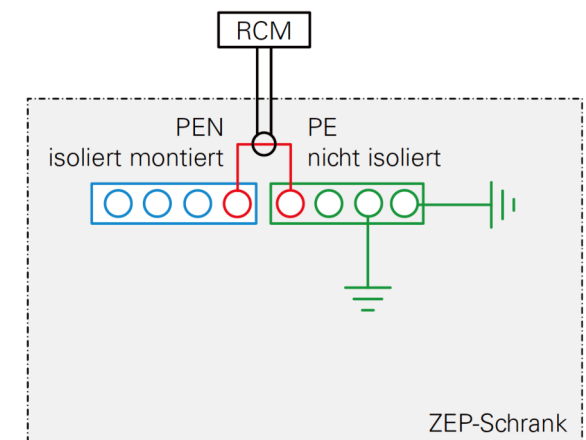 RCM
PEN
isoliert montiert
PE
nicht isoliert
ZEP-Schrank